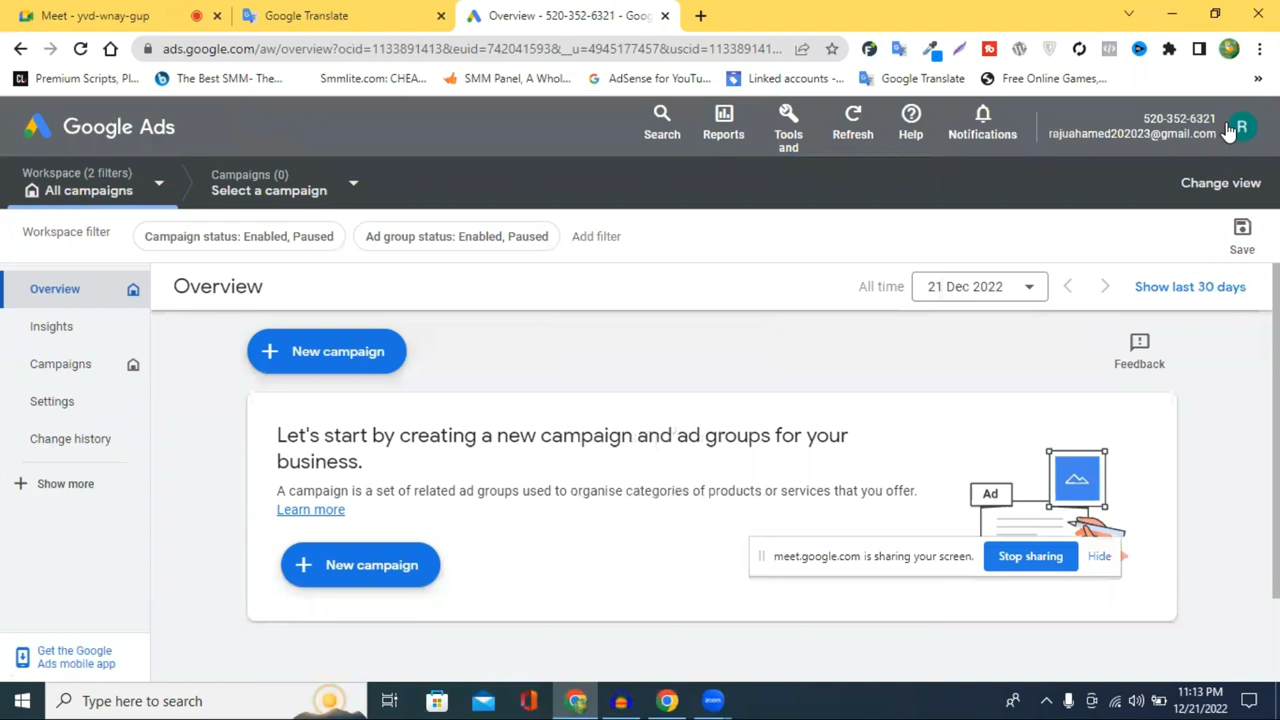 Meet - yvd-wnay-gup
Google Translate
Overview - 520-352-6321 - Goog
ads.google.com/aw/overview?ocid=1133891413&euid=742041593&__u=4945177457&uscid=113389141...
Premium Scripts, Pl...
The Best SMM- The...
Smmlite.com: CHEA...
SMM Panel, A Whol...
AdSense for YouTu...
Linked accounts -...
Google Translate
Free Online Games,...
Google Ads
Search
Reports
Tools and
Refresh
Help
Notifications
520-352-6321
rajuahamed202023@gmail.com
R
Workspace (2 filters)
All campaigns
Campaigns (0)
Select a campaign
Change view
Workspace filter
Campaign status: Enabled, Paused
Ad group status: Enabled, Paused
Add filter
Save
Overview
Insights
Campaigns
Settings
Change history
Show more
Get the Google
Ads mobile app
Overview
All time
21 Dec 2022
Show last 30 days
New campaign
Feedback
Let's start by creating a new campaign and ad groups for your
business.
A campaign is a set of related ad groups used to organise categories of products or services that you offer.
Learn more
New campaign
Ad
meet.google.com is sharing your screen.
Stop sharing
Hide
Type here to search
zoom
11:13 PM
12/21/2022